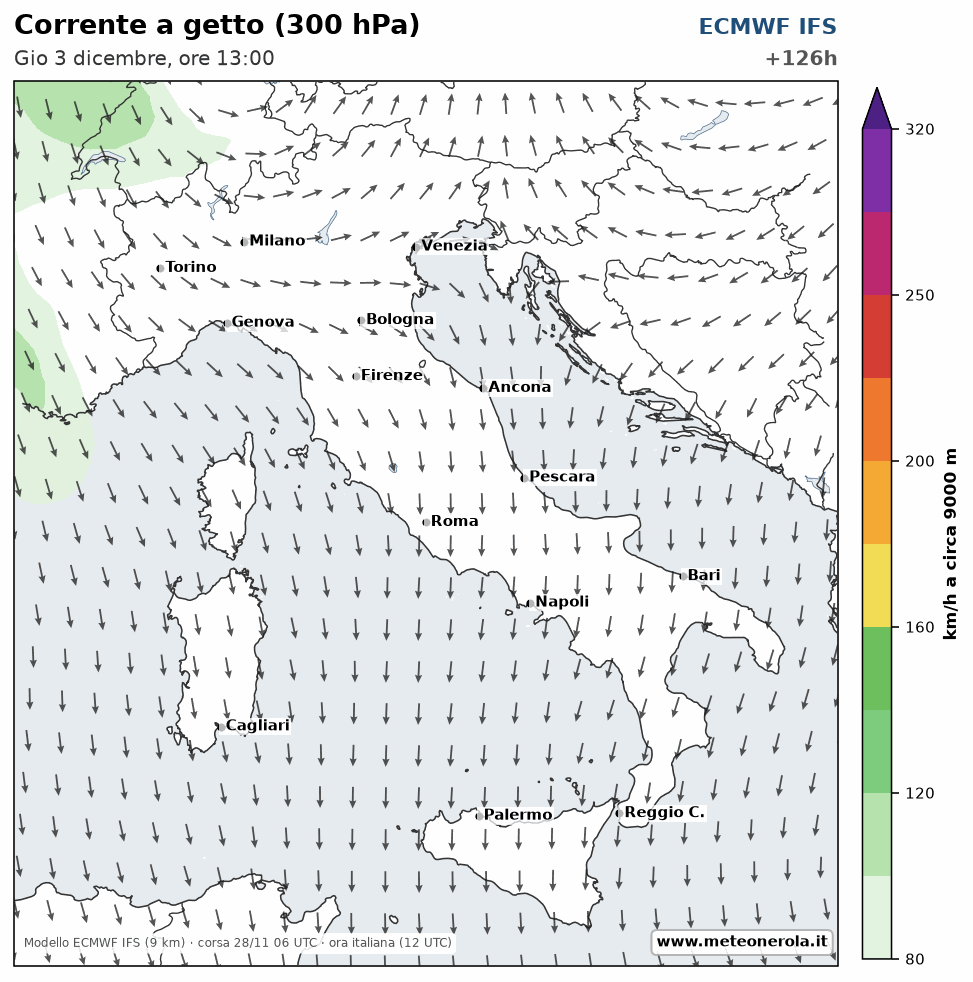 Corrente a getto (300 hPa)
ECMWF IFS
Gio 3 dicembre, ore 13:00
+126h
Milano
Venezia
Torino
Genova
Bologna
Firenze
Ancona
Pescara
Roma
Bari
Napoli
Cagliari
Palermo
Reggio C.
320
250
200
160
120
80
km/h a circa 9000 m
Modello ECMWF IFS (9 km) · corsa 28/11 06 UTC · ora italiana (12 UTC)
www.meteonerola.it